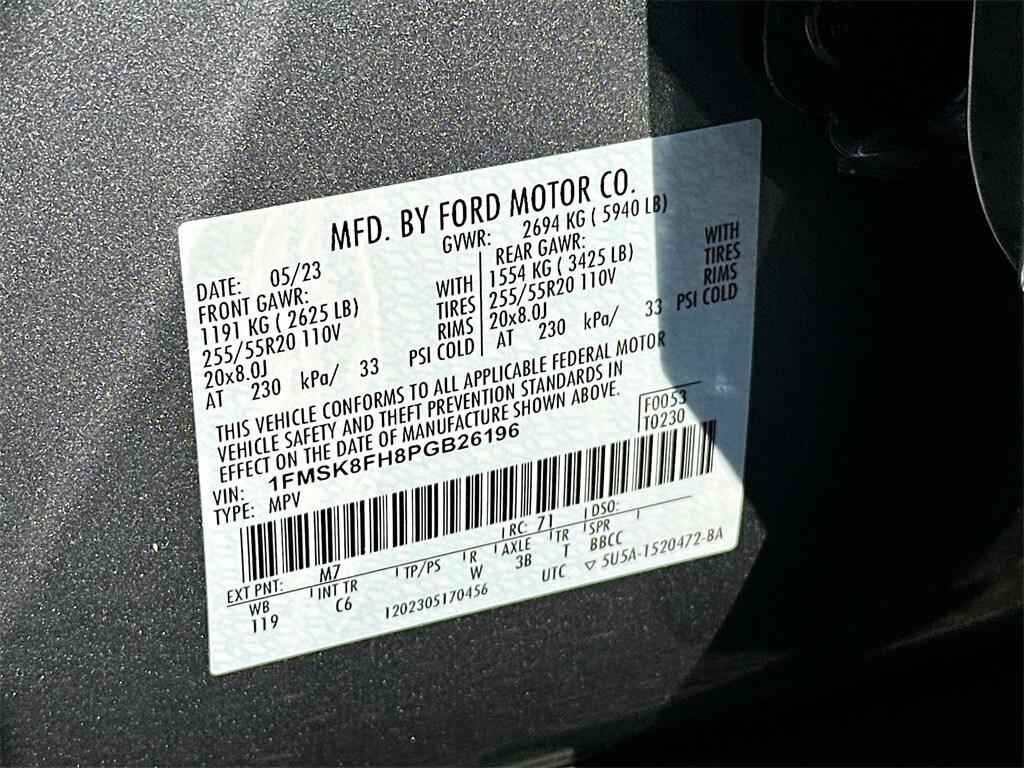 MFD. BY FORD MOTOR CO.
DATE: 05/23
GVWR: 2694 KG ( 5940 LB)
FRONT GAWR:
1191 KG ( 2625 LB) WITH
255/55R20 110V TIRES
20x8.0J RIMS
AT 230 kPa/ 33 PSI COLD
REAR GAWR: WITH
1554 KG ( 3425 LB) TIRES
255/55R20 110V RIMS
20x8.0J
AT 230 kPa/ 33 PSI COLD
THIS VEHICLE CONFORMS TO ALL APPLICABLE FEDERAL MOTOR
VEHICLE SAFETY AND THEFT PREVENTION STANDARDS IN
EFFECT ON THE DATE OF MANUFACTURE SHOWN ABOVE.
F0053
T0230
VIN: 1FMSK8FH8PGB26196
TYPE: MPV
EXT PNT: M7 RC: 71 DSO:
WB INT TR TP/PS R AXLE TR SPR
119 C6 W 3B T BBCC
1202305170456 UTC ▽ 5U5A-1520472-BA